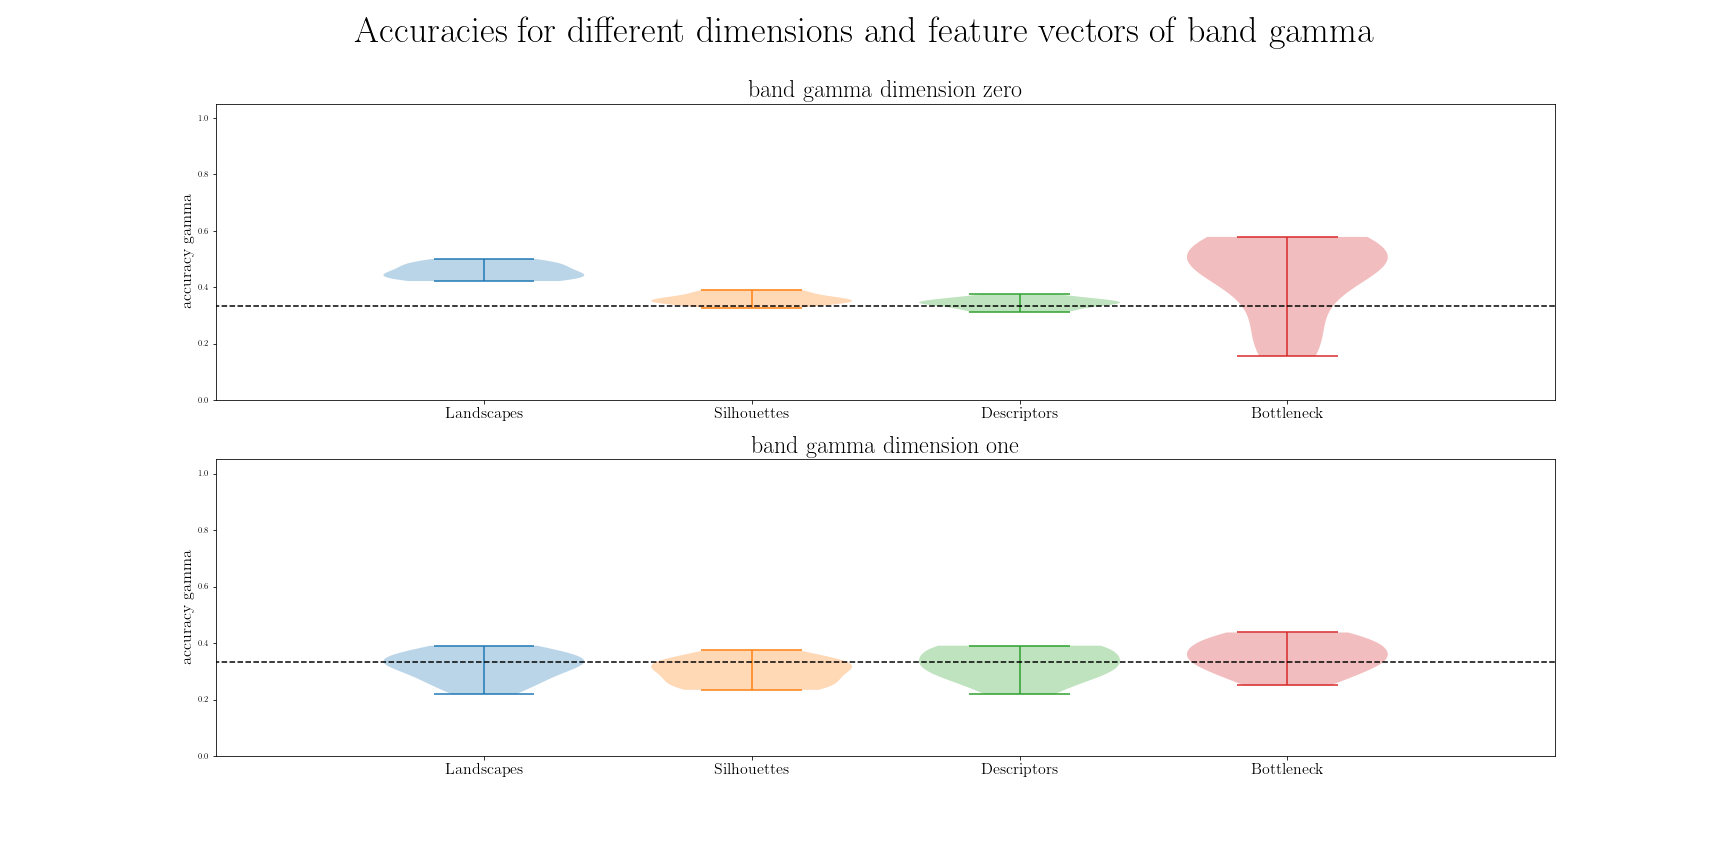 Accuracies for different dimensions and feature vectors of band gamma
band gamma dimension zero
accuracy gamma
1.0
0.8
0.6
0.4
0.2
0.0
Landscapes Silhouettes Descriptors Bottleneck
band gamma dimension one
accuracy gamma
1.0
0.8
0.6
0.4
0.2
0.0
Landscapes Silhouettes Descriptors Bottleneck